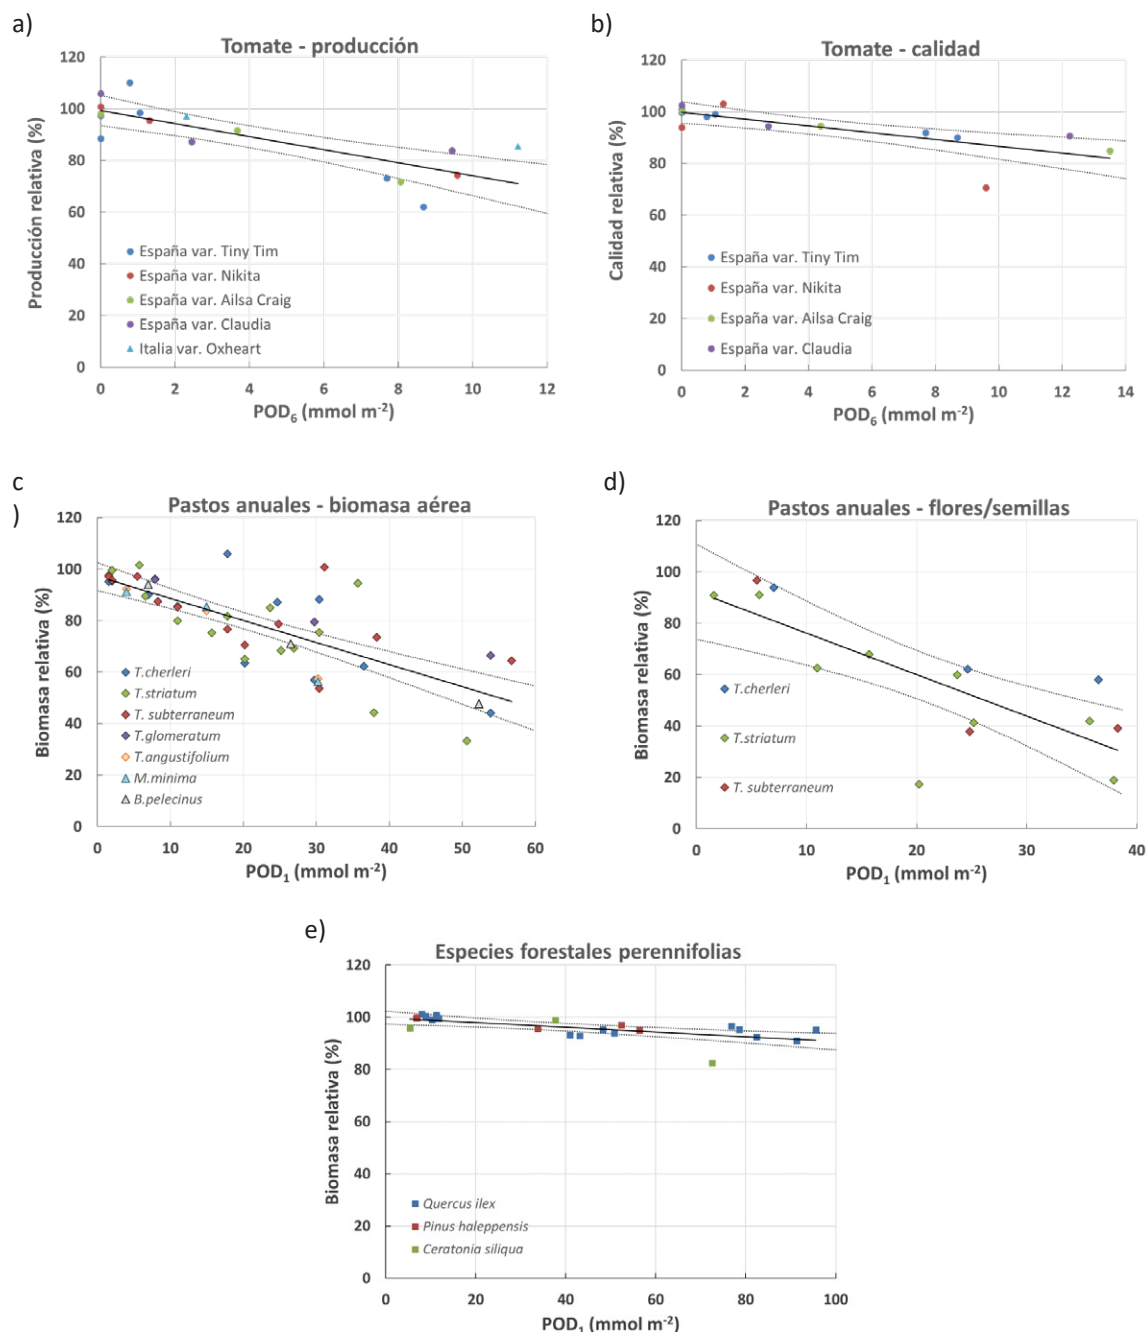 a)
Tomate - producción
Producción relativa (%)
120
100
80
60
40
20
0
España var. Tiny Tim
España var. Nikita
España var. Ailsa Craig
España var. Claudia
Italia var. Oxheart
0 2 4 6 8 10 12
POD₆ (mmol m⁻²)
b)
Tomate - calidad
Calidad relativa (%)
120
100
80
60
40
20
0
España var. Tiny Tim
España var. Nikita
España var. Ailsa Craig
España var. Claudia
0 2 4 6 8 10 12 14
POD₆ (mmol m⁻²)
c
)
Pastos anuales - biomasa aérea
Biomasa relativa (%)
120
100
80
60
40
20
0
T.cherleri
T.striatum
T. subterraneum
T.glomeratum
T.angustifolium
M.minima
B.pelecinus
0 10 20 30 40 50 60
POD₁ (mmol m⁻²)
d)
Pastos anuales - flores/semillas
Biomasa relativa (%)
120
100
80
60
40
20
0
T.cherleri
T.striatum
T. subterraneum
0 10 20 30 40
POD₁ (mmol m⁻²)
e)
Especies forestales perennifolias
Biomasa relativa (%)
120
100
80
60
40
20
0
Quercus ilex
Pinus haleppensis
Ceratonia siliqua
0 20 40 60 80 100
POD₁ (mmol m⁻²)